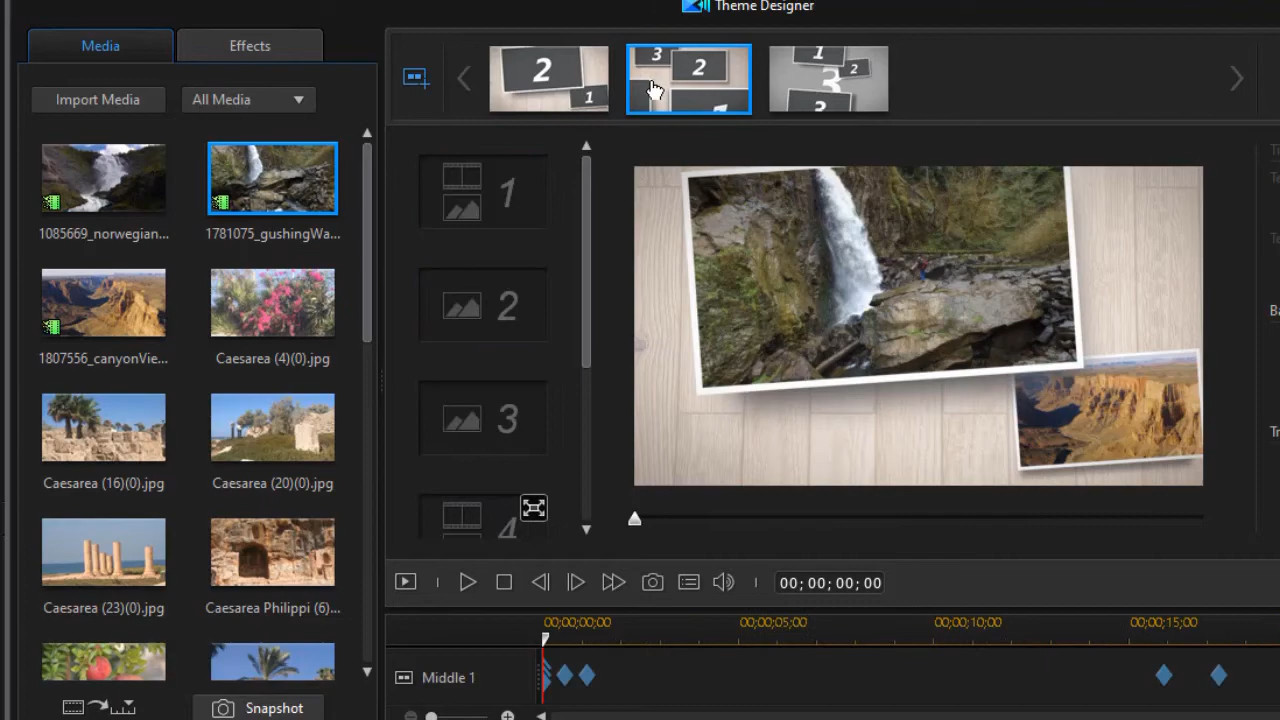 Theme Designer
Media
Effects
Import Media
All Media
1085669_norwegian...
1781075_gushingWa...
1807556_canyonVie...
Caesarea (4)(0).jpg
Caesarea (16)(0).jpg
Caesarea (20)(0).jpg
Caesarea (23)(0).jpg
Caesarea Philippi (6)...
Snapshot
2
1
3
2
1
2
3
1
2
3
4
00;00;00;00
00;00;00;00
00;00;05;00
00;00;10;00
00;00;15;00
Middle 1